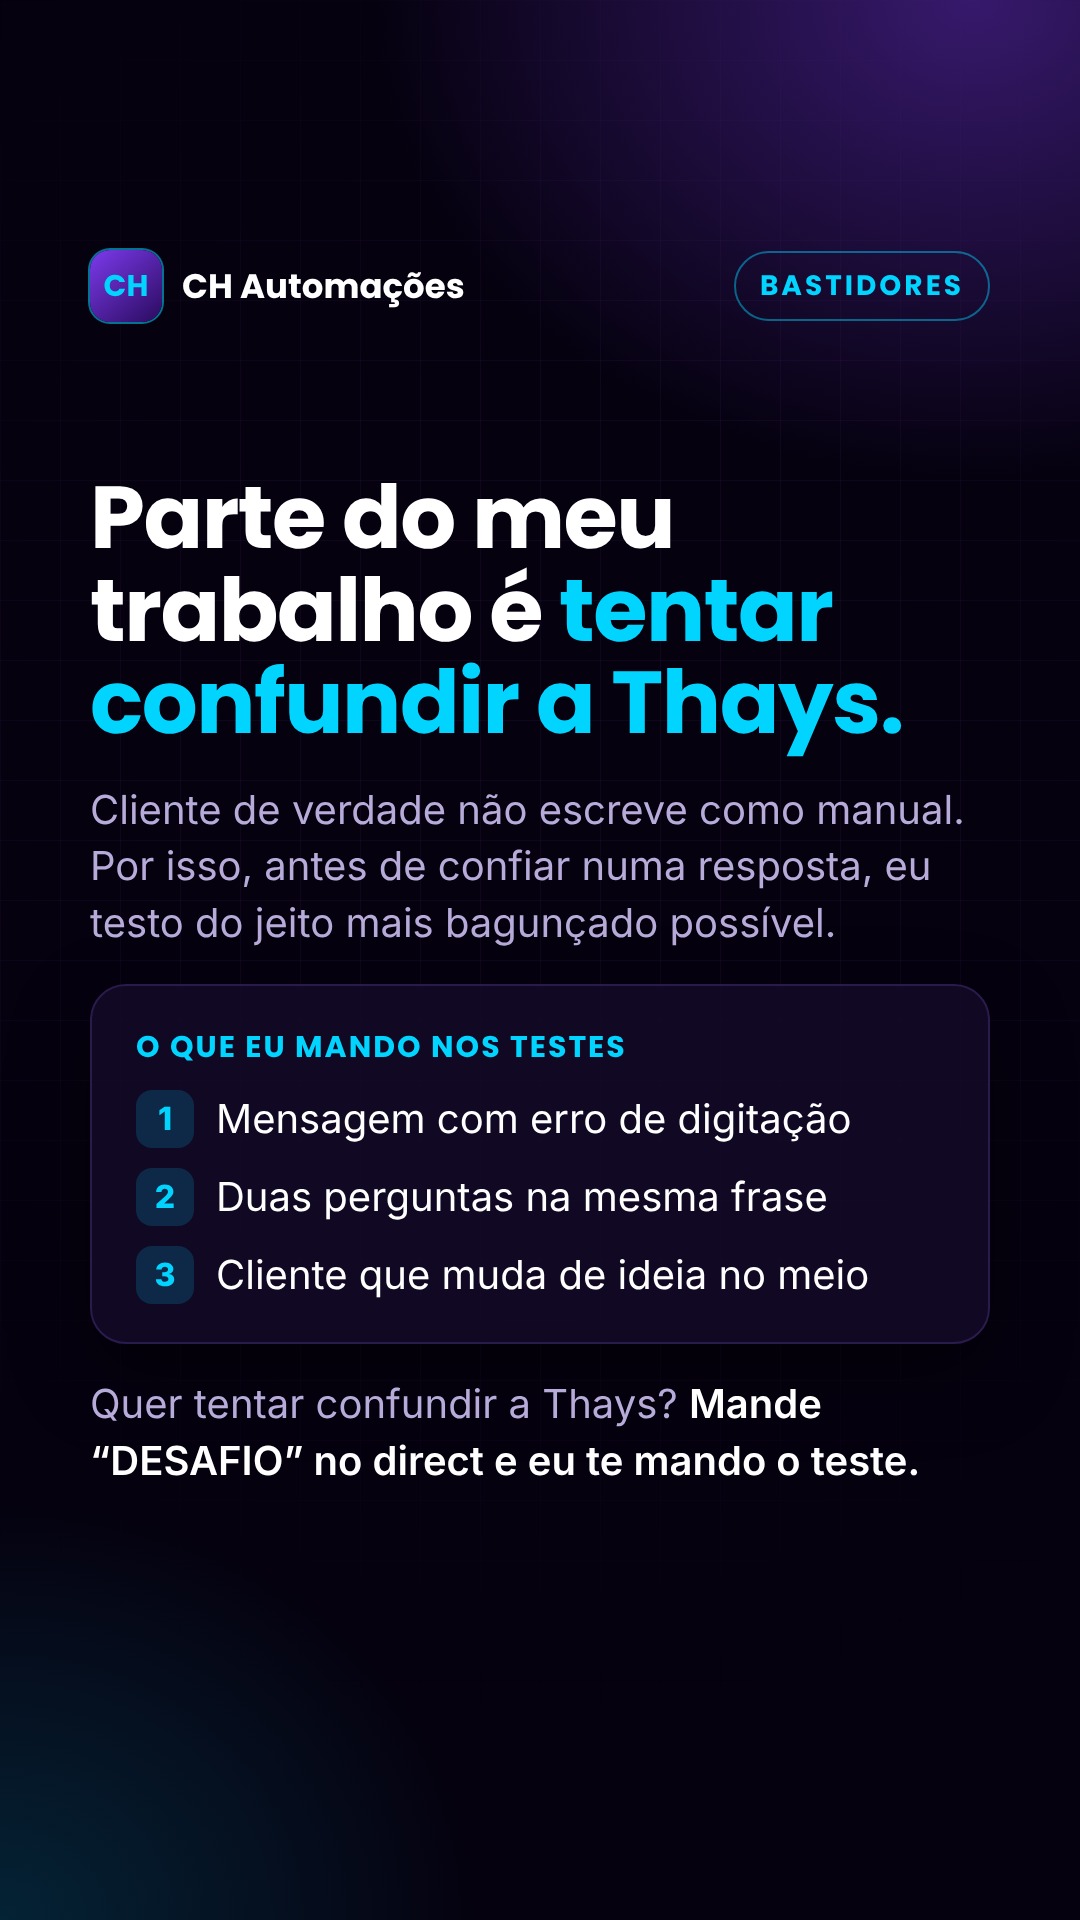 CH
CH Automações
BASTIDORES
Parte do meu
trabalho é tentar
confundir a Thays.
Cliente de verdade não escreve como manual.
Por isso, antes de confiar numa resposta, eu
testo do jeito mais bagunçado possível.
O QUE EU MANDO NOS TESTES
1 Mensagem com erro de digitação
2 Duas perguntas na mesma frase
3 Cliente que muda de ideia no meio
Quer tentar confundir a Thays? Mande
“DESAFIO” no direct e eu te mando o teste.